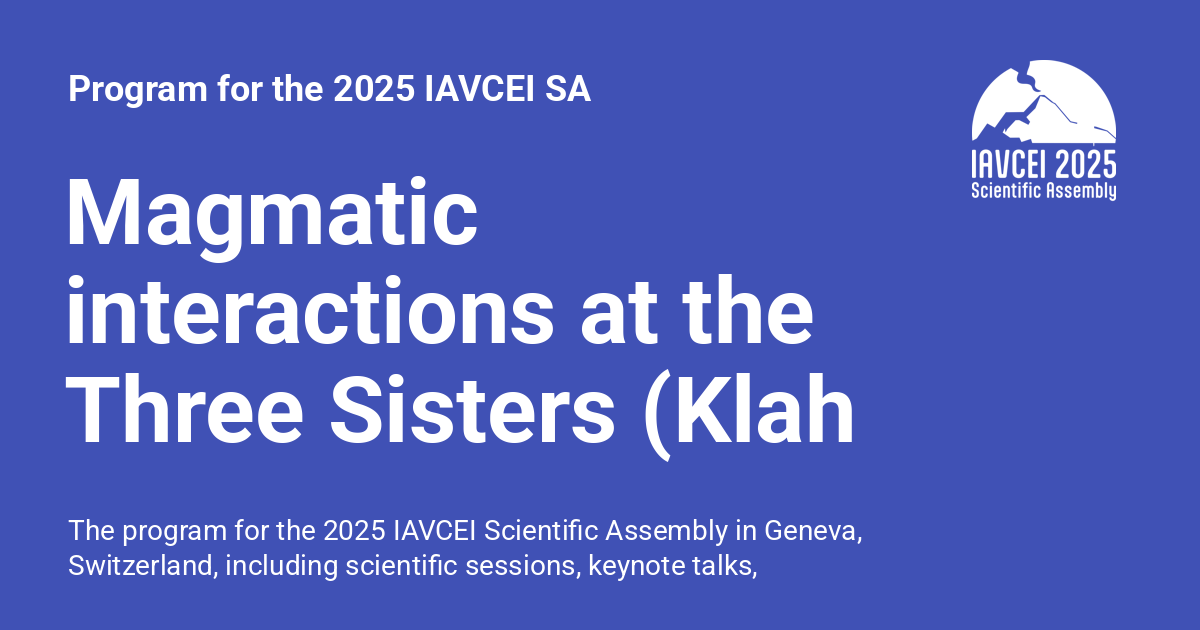 Program for the 2025 IAVCEI SA
IAVCEI 2025
Scientific Assembly
Magmatic
interactions at the
Three Sisters (Klah
The program for the 2025 IAVCEI Scientific Assembly in Geneva,
Switzerland, including scientific sessions, keynote talks,